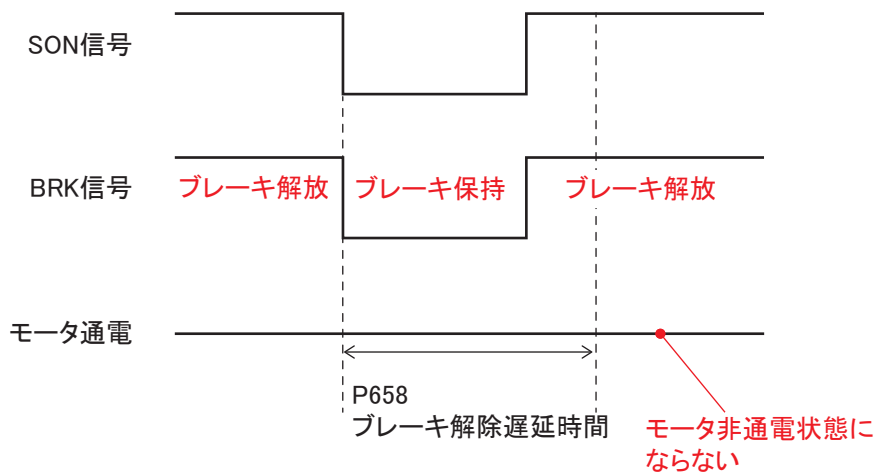 SON信号
BRK信号
ブレーキ解放
ブレーキ保持
ブレーキ解放
モータ通電
P658
ブレーキ解除遅延時間
モータ非通電状態に
ならない